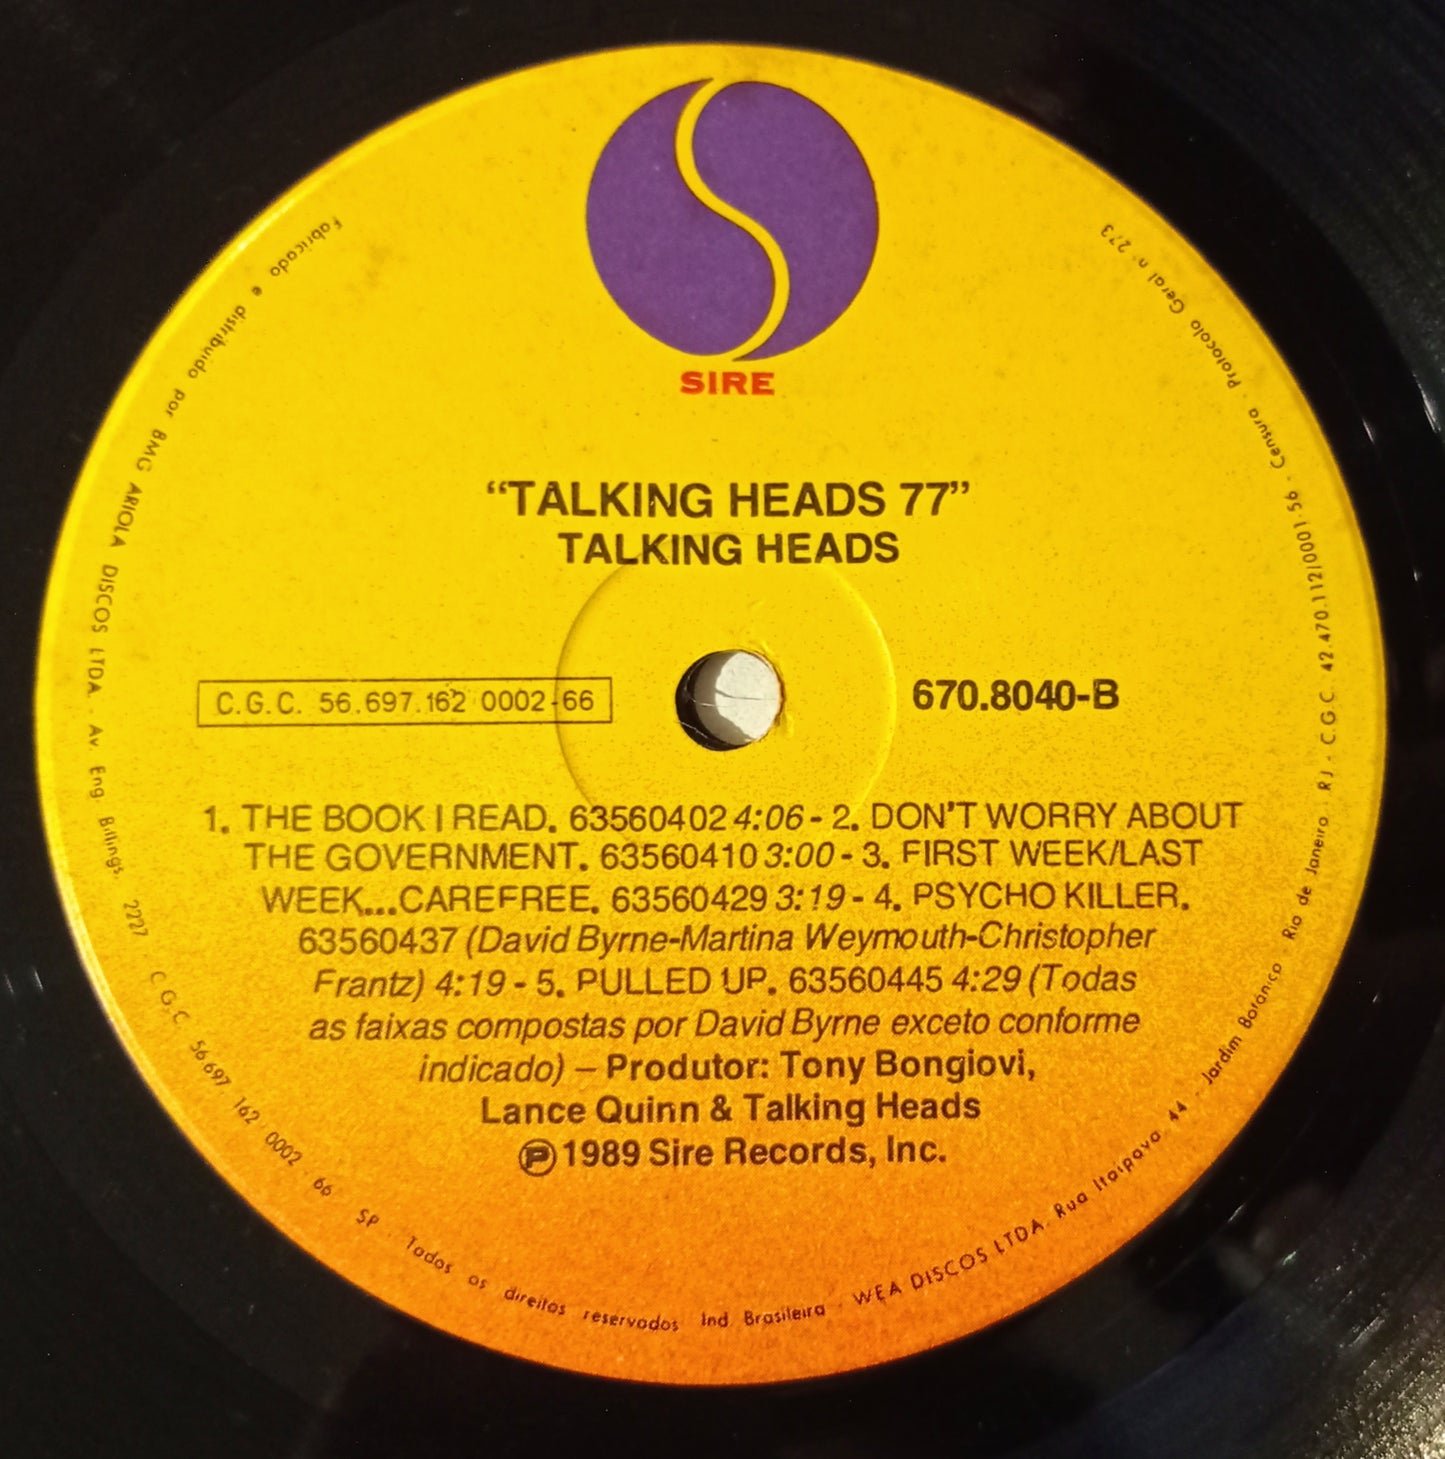 SIRE
“TALKING HEADS 77”
TALKING HEADS
C.G.C. 56.697.162 0002-66
670.8040-B
1. THE BOOK I READ. 63560402 4:06 - 2. DON'T WORRY ABOUT
THE GOVERNMENT. 63560410 3:00 - 3. FIRST WEEK/LAST
WEEK...CAREFREE. 63560429 3:19 - 4. PSYCHO KILLER.
63560437 (David Byrne-Martina Weymouth-Christopher
Frantz) 4:19 - 5. PULLED UP. 63560445 4:29 (Todas
as faixas compostas por David Byrne exceto conforme
indicado) – Produtor: Tony Bongiovi,
Lance Quinn & Talking Heads
Ⓟ 1989 Sire Records, Inc.
Fabricado e distribuido por BMG ARIOLA DISCOS LTDA. Av. Eng. Billings 2227 - C.G.C. 56.697.162 0002-66 SP - Todos os direitos reservados Ind Brasileira - WEA DISCOS LTDA. Rua Itaipava 44 - Jardim Botanico Rio de Janeiro - RJ - C.G.C. 42.470.112/0001-56 - Censura - Protocolo Geral n° 273